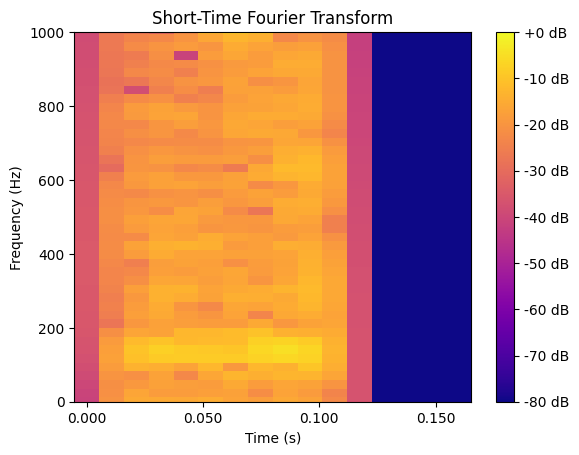 Short-Time Fourier Transform
1000
800
600
400
200
0
Frequency (Hz)
0.000
0.050
0.100
0.150
Time (s)
+0 dB
-10 dB
-20 dB
-30 dB
-40 dB
-50 dB
-60 dB
-70 dB
-80 dB